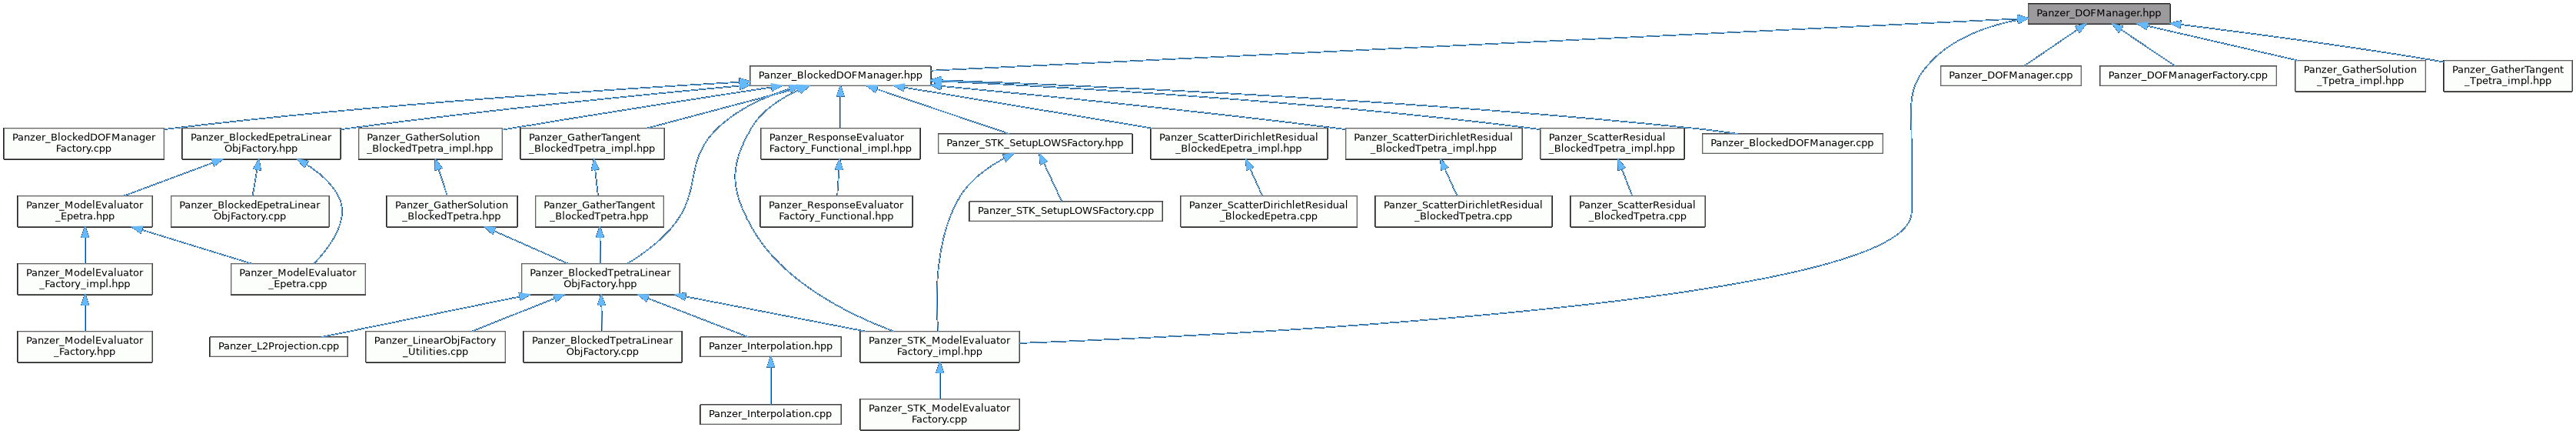 Panzer_DOFManager.hpp
Panzer_BlockedDOFManager.hpp
Panzer_DOFManager.cpp
Panzer_DOFManagerFactory.cpp
Panzer_GatherSolution
_Tpetra_impl.hpp
Panzer_GatherTangent
_Tpetra_impl.hpp
Panzer_BlockedDOFManager
Factory.cpp
Panzer_BlockedEpetraLinear
ObjFactory.hpp
Panzer_GatherSolution
_BlockedTpetra_impl.hpp
Panzer_GatherTangent
_BlockedTpetra_impl.hpp
Panzer_ResponseEvaluator
Factory_Functional_impl.hpp
Panzer_STK_SetupLOWSFactory.hpp
Panzer_ScatterDirichletResidual
_BlockedEpetra_impl.hpp
Panzer_ScatterDirichletResidual
_BlockedTpetra_impl.hpp
Panzer_ScatterResidual
_BlockedTpetra_impl.hpp
Panzer_BlockedDOFManager.cpp
Panzer_ModelEvaluator
_Epetra.hpp
Panzer_BlockedEpetraLinear
ObjFactory.cpp
Panzer_GatherSolution
_BlockedTpetra.hpp
Panzer_GatherTangent
_BlockedTpetra.hpp
Panzer_ResponseEvaluator
Factory_Functional.hpp
Panzer_STK_SetupLOWSFactory.cpp
Panzer_ScatterDirichletResidual
_BlockedEpetra.cpp
Panzer_ScatterDirichletResidual
_BlockedTpetra.cpp
Panzer_ScatterResidual
_BlockedTpetra.cpp
Panzer_ModelEvaluator
_Factory_impl.hpp
Panzer_ModelEvaluator
_Epetra.cpp
Panzer_BlockedTpetraLinear
ObjFactory.hpp
Panzer_ModelEvaluator
_Factory.hpp
Panzer_L2Projection.cpp
Panzer_LinearObjFactory
_Utilities.cpp
Panzer_BlockedTpetraLinear
ObjFactory.cpp
Panzer_Interpolation.hpp
Panzer_STK_ModelEvaluator
Factory_impl.hpp
Panzer_Interpolation.cpp
Panzer_STK_ModelEvaluator
Factory.cpp